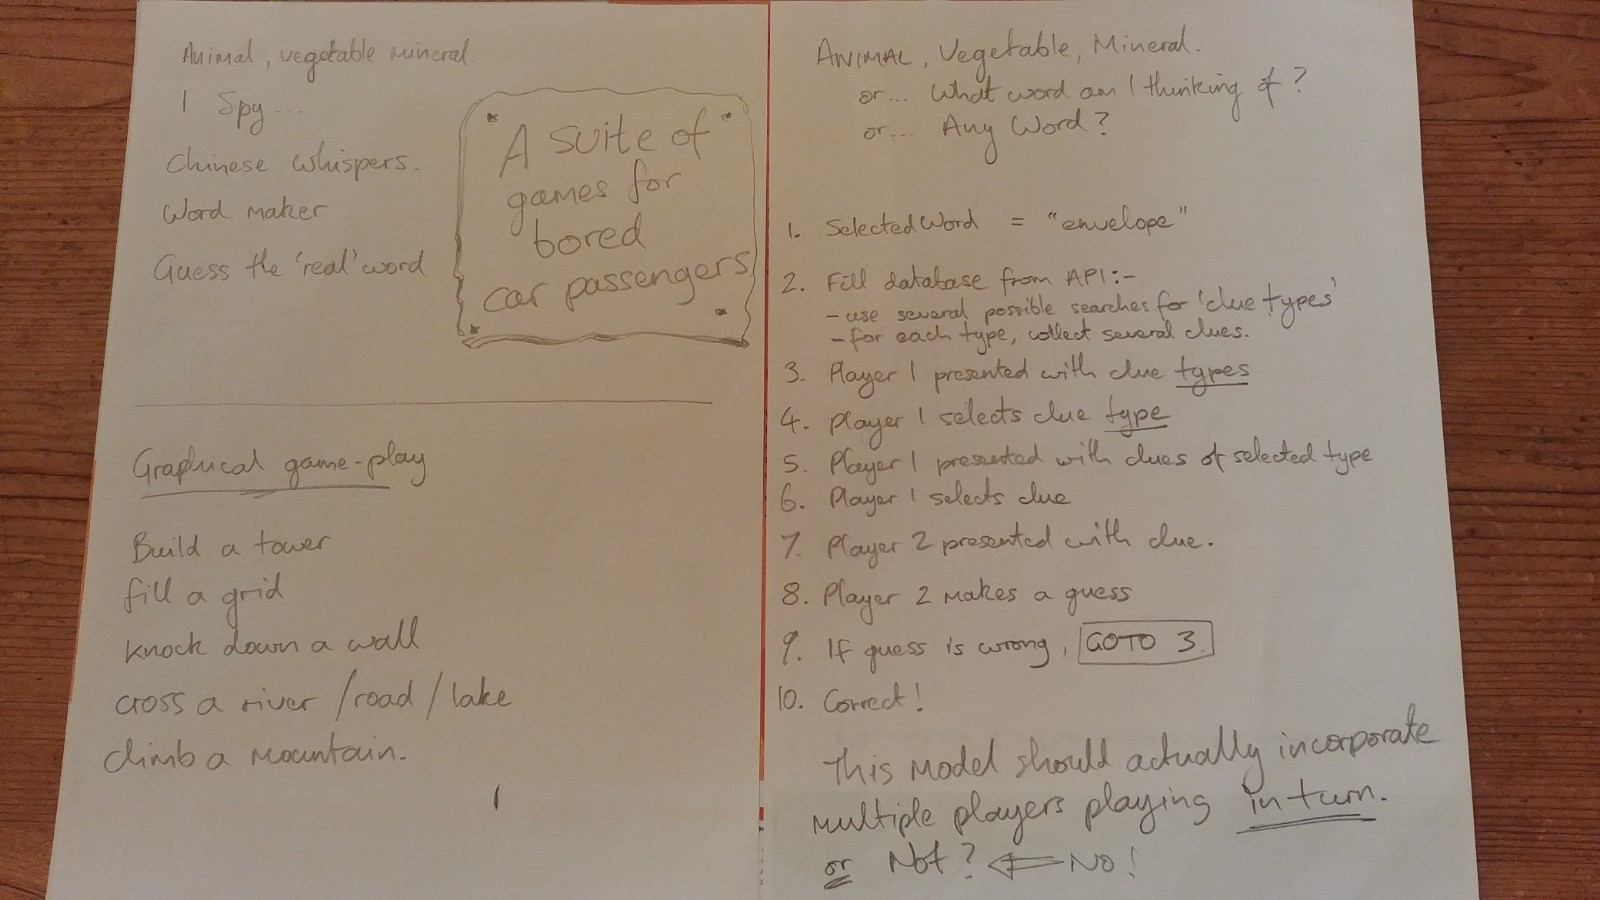 Animal, vegetable mineral.
I Spy...
Chinese Whispers.
Word maker
Guess the 'real' word
A suite of
games for
bored
car passengers
Graphical game-play
Build a tower
fill a grid
knock down a wall
cross a river / road / lake
climb a mountain.
ANIMAL, Vegetable, Mineral.
or... What word am I thinking of?
or... Any Word?
1. Selected Word = "envelope"
2. Fill database from API:-
- use several possible searches for 'clue types'
- for each type, collect several clues.
3. Player 1 presented with clue types
4. player 1 selects clue type
5. Player 1 presented with clues of selected type
6. Player 1 selects clue
7. Player 2 presented with clue.
8. Player 2 makes a guess
9. If guess is wrong, GOTO 3.
10. Correct!
This model should actually incorporate
multiple players playing in turn.
or Not? ⇐ No!